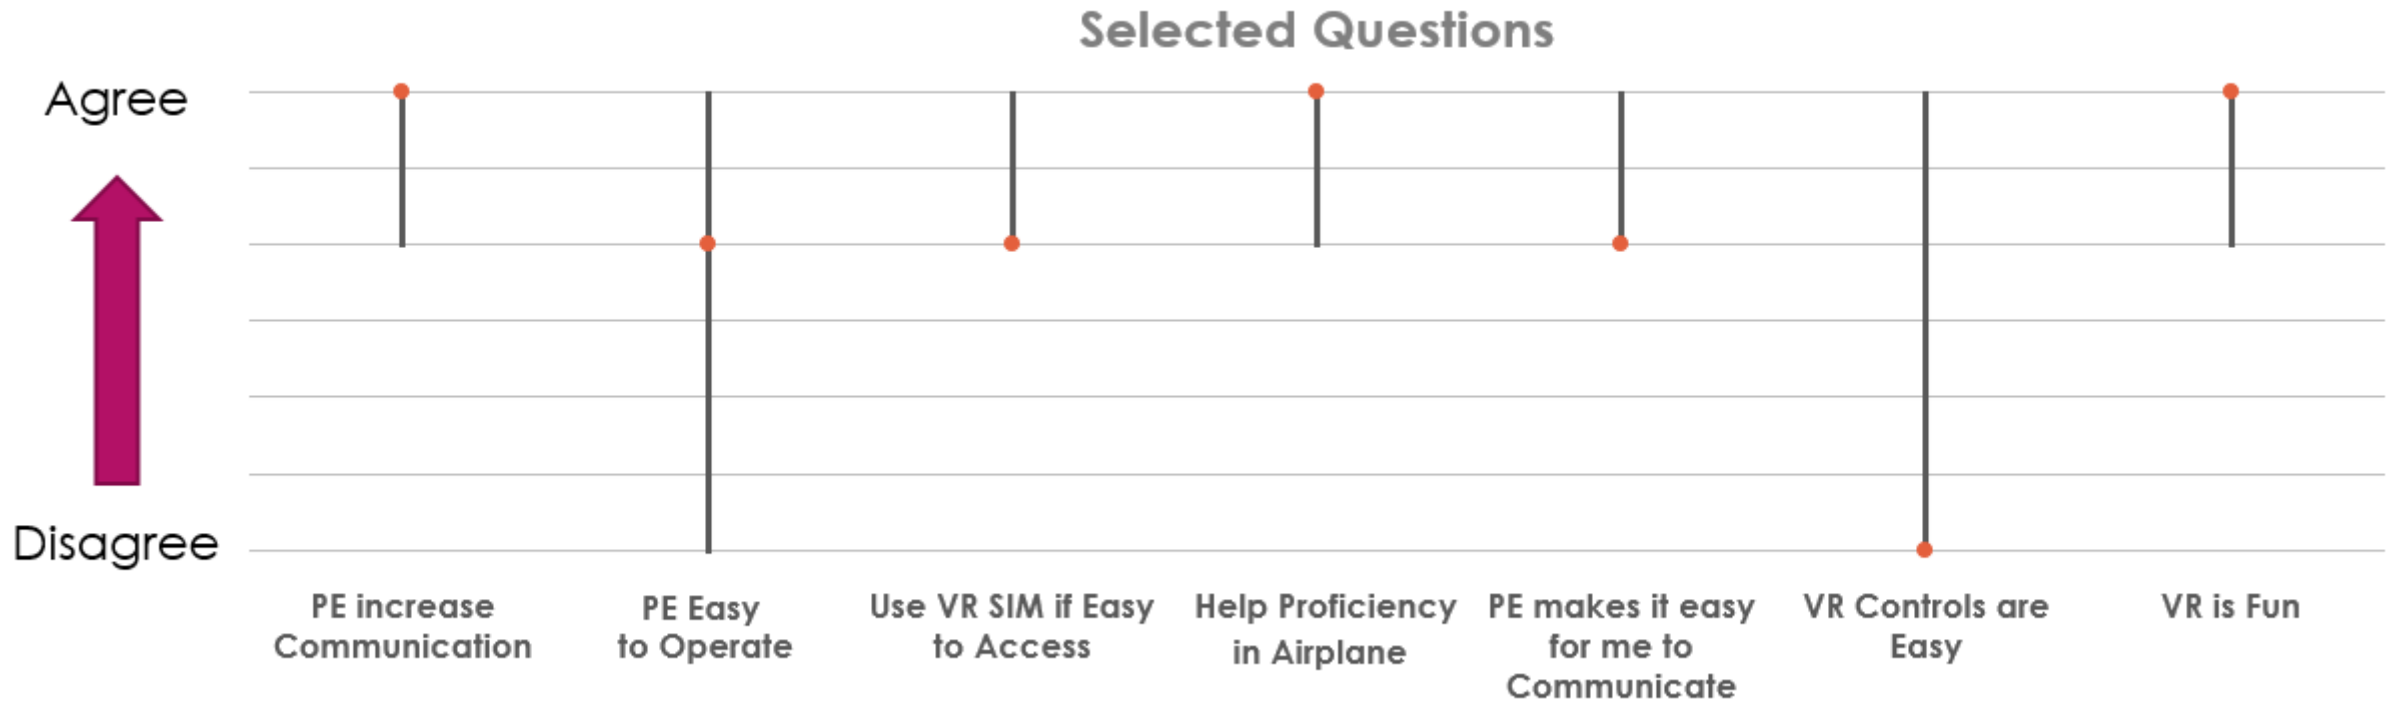 Selected Questions
Agree
Disagree
PE increase
Communication
PE Easy
to Operate
Use VR SIM if Easy
to Access
Help Proficiency
in Airplane
PE makes it easy
for me to
Communicate
VR Controls are
Easy
VR is Fun